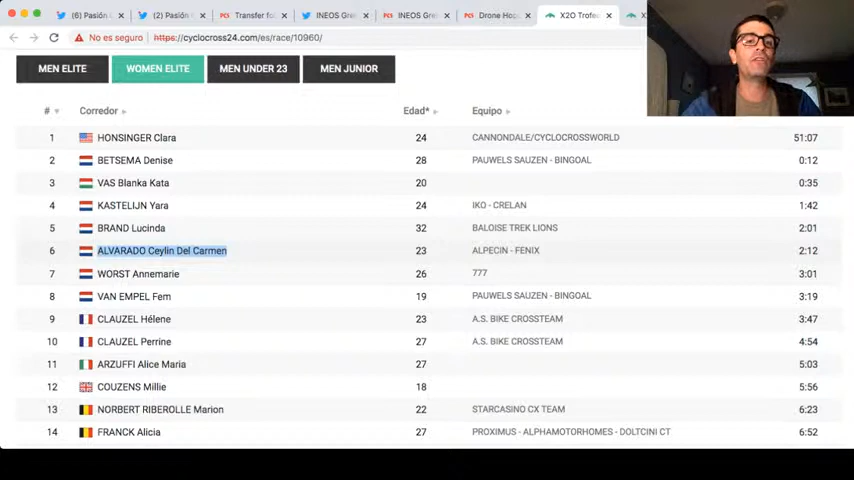 (6) Pasión
(2) Pasión
PCS Transfer fo
INEOS Gre
PCS INEOS Gre
PCS Drone Hop
X2O Trofe
No es seguro https://cyclocross24.com/es/race/10960/
MEN ELITE WOMEN ELITE MEN UNDER 23 MEN JUNIOR
# Corredor Edad* Equipo
1 HONSINGER Clara 24 CANNONDALE/CYCLOCROSSWORLD 51:07
2 BETSEMA Denise 28 PAUWELS SAUZEN - BINGOAL 0:12
3 VAS Blanka Kata 20 0:35
4 KASTELIJN Yara 24 IKO - CRELAN 1:42
5 BRAND Lucinda 32 BALOISE TREK LIONS 2:01
6 ALVARADO Ceylin Del Carmen 23 ALPECIN - FENIX 2:12
7 WORST Annemarie 26 777 3:01
8 VAN EMPEL Fem 19 PAUWELS SAUZEN - BINGOAL 3:19
9 CLAUZEL Hélene 23 A.S. BIKE CROSSTEAM 3:47
10 CLAUZEL Perrine 27 A.S. BIKE CROSSTEAM 4:54
11 ARZUFFI Alice Maria 27 5:03
12 COUZENS Millie 18 5:56
13 NORBERT RIBEROLLE Marion 22 STARCASINO CX TEAM 6:23
14 FRANCK Alicia 27 PROXIMUS - ALPHAMOTORHOMES - DOLTCINI CT 6:52